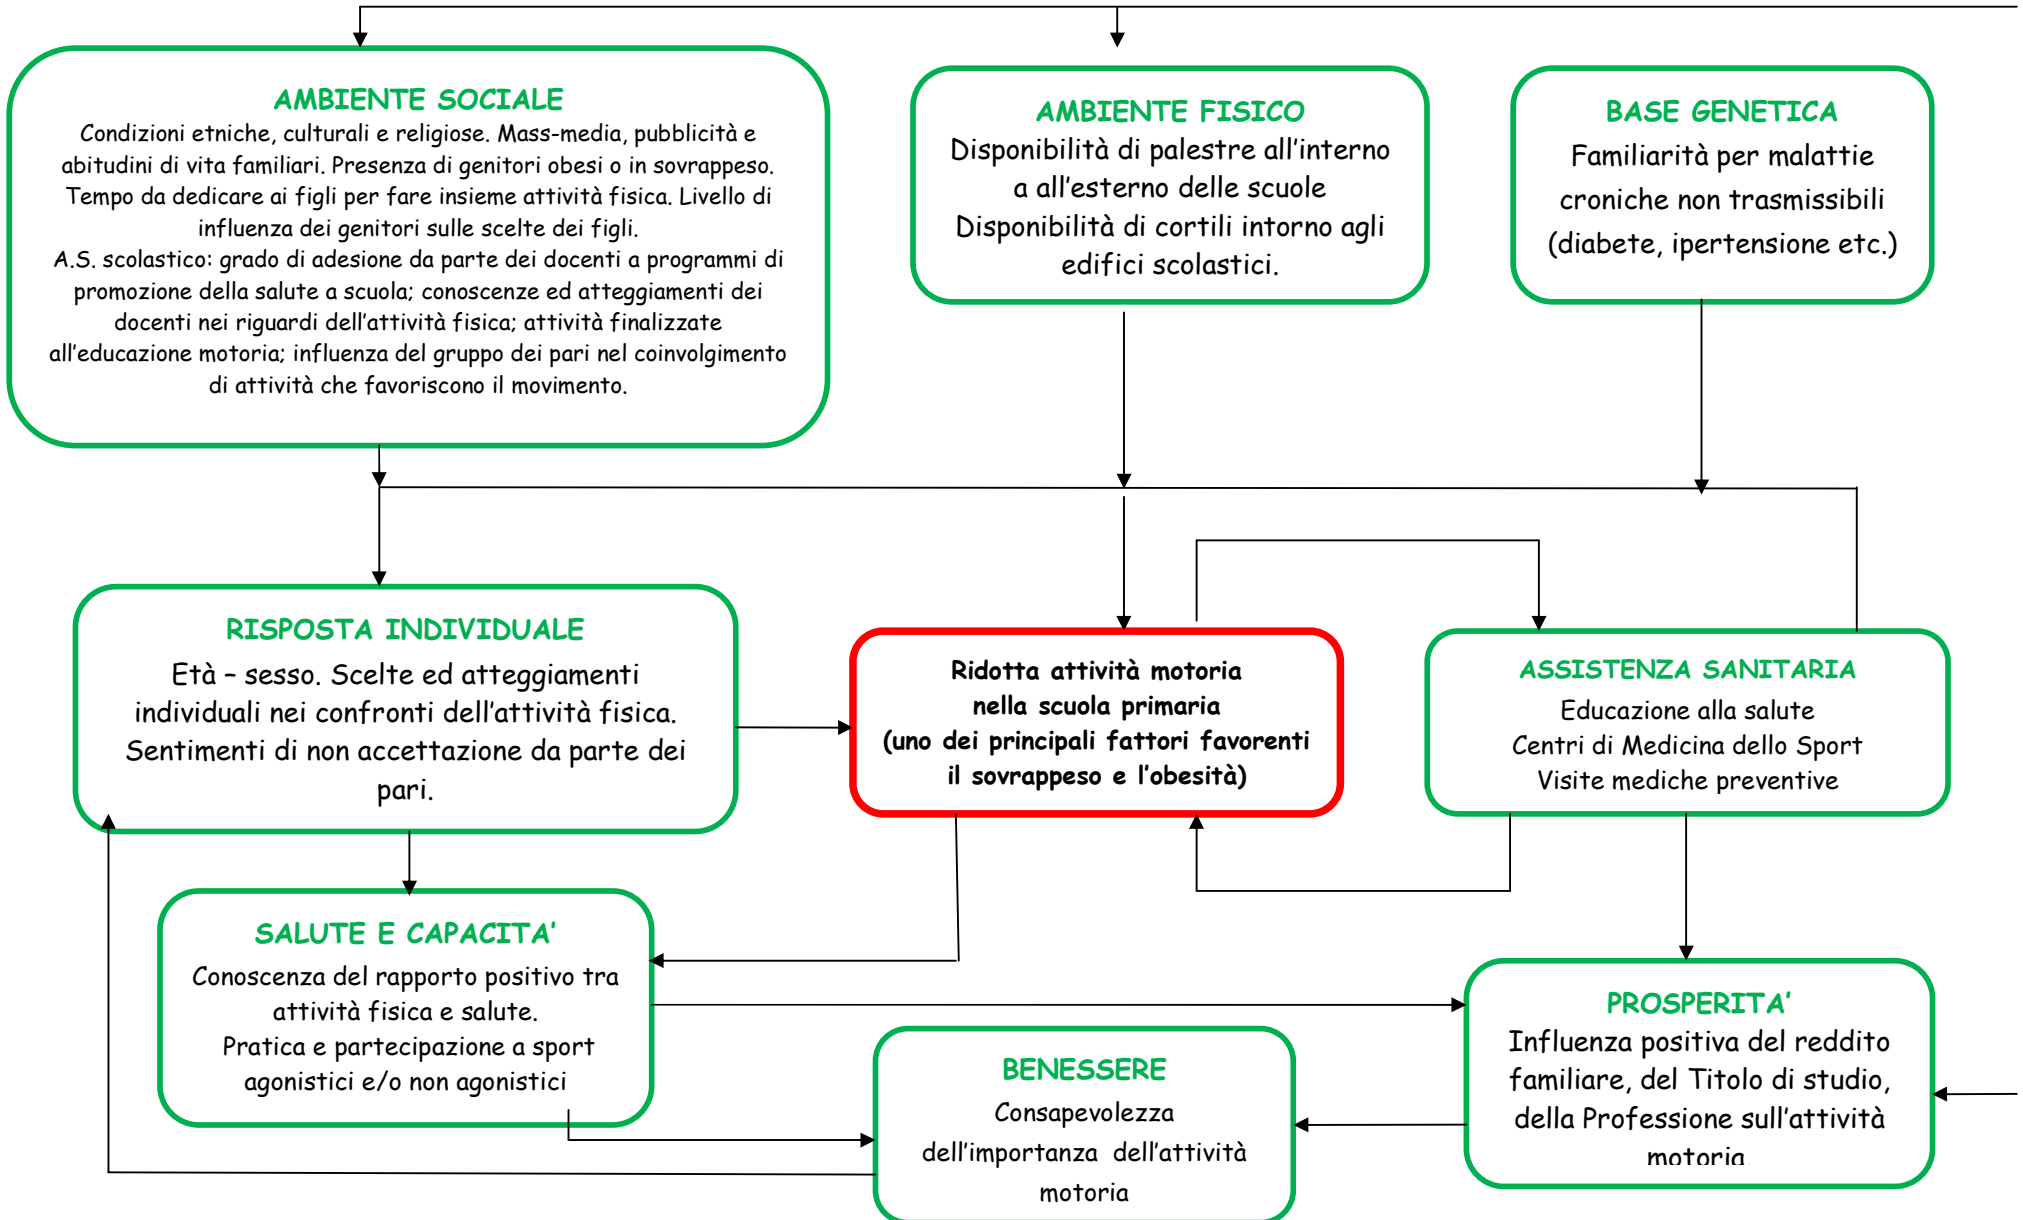 AMBIENTE SOCIALE
Condizioni etniche, culturali e religiose. Mass-media, pubblicità e
abitudini di vita familiari. Presenza di genitori obesi o in sovrappeso.
Tempo da dedicare ai figli per fare insieme attività fisica. Livello di
influenza dei genitori sulle scelte dei figli.
A.S. scolastico: grado di adesione da parte dei docenti a programmi di
promozione della salute a scuola; conoscenze ed atteggiamenti dei
docenti nei riguardi dell'attività fisica; attività finalizzate
all'educazione motoria; influenza del gruppo dei pari nel coinvolgimento
di attività che favoriscono il movimento.
AMBIENTE FISICO
Disponibilità di palestre all'interno
a all'esterno delle scuole
Disponibilità di cortili intorno agli
edifici scolastici.
BASE GENETICA
Familiarità per malattie
croniche non trasmissibili
(diabete, ipertensione etc.)
RISPOSTA INDIVIDUALE
Età – sesso. Scelte ed atteggiamenti
individuali nei confronti dell'attività fisica.
Sentimenti di non accettazione da parte dei
pari.
Ridotta attività motoria
nella scuola primaria
(uno dei principali fattori favorenti
il sovrappeso e l'obesità)
ASSISTENZA SANITARIA
Educazione alla salute
Centri di Medicina dello Sport
Visite mediche preventive
SALUTE E CAPACITA'
Conoscenza del rapporto positivo tra
attività fisica e salute.
Pratica e partecipazione a sport
agonistici e/o non agonistici
BENESSERE
Consapevolezza
dell'importanza dell'attività
motoria
PROSPERITA'
Influenza positiva del reddito
familiare, del Titolo di studio,
della Professione sull'attività
motoria